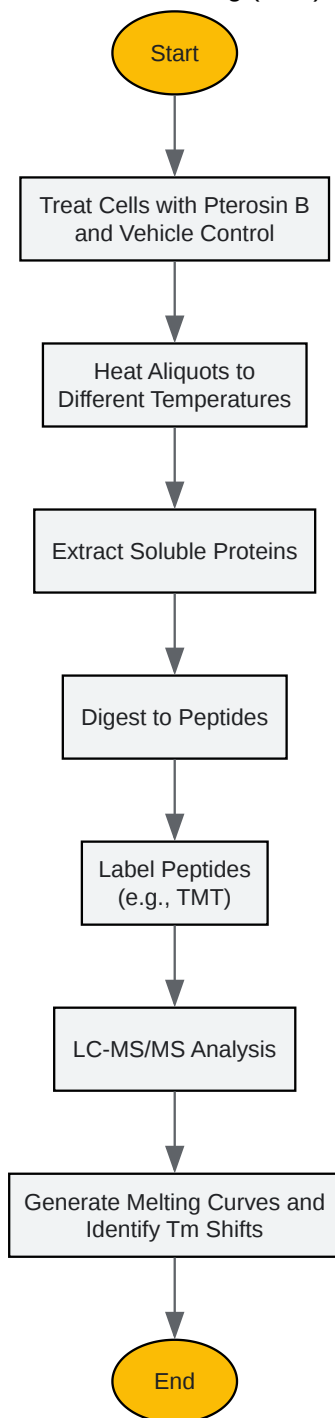 Start
Treat Cells with Pterosin B
and Vehicle Control
Heat Aliquots to
Different Temperatures
Extract Soluble Proteins
Digest to Peptides
Label Peptides
(e.g., TMT)
LC-MS/MS Analysis
Generate Melting Curves and
Identify Tm Shifts
End